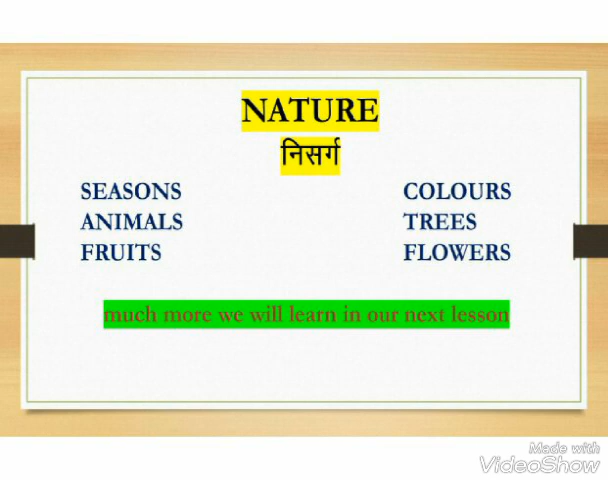 NATURE
निसर्ग
SEASONS COLOURS
ANIMALS TREES
FRUITS FLOWERS
much more we will learn in our next lesson
Made with
VideoShow